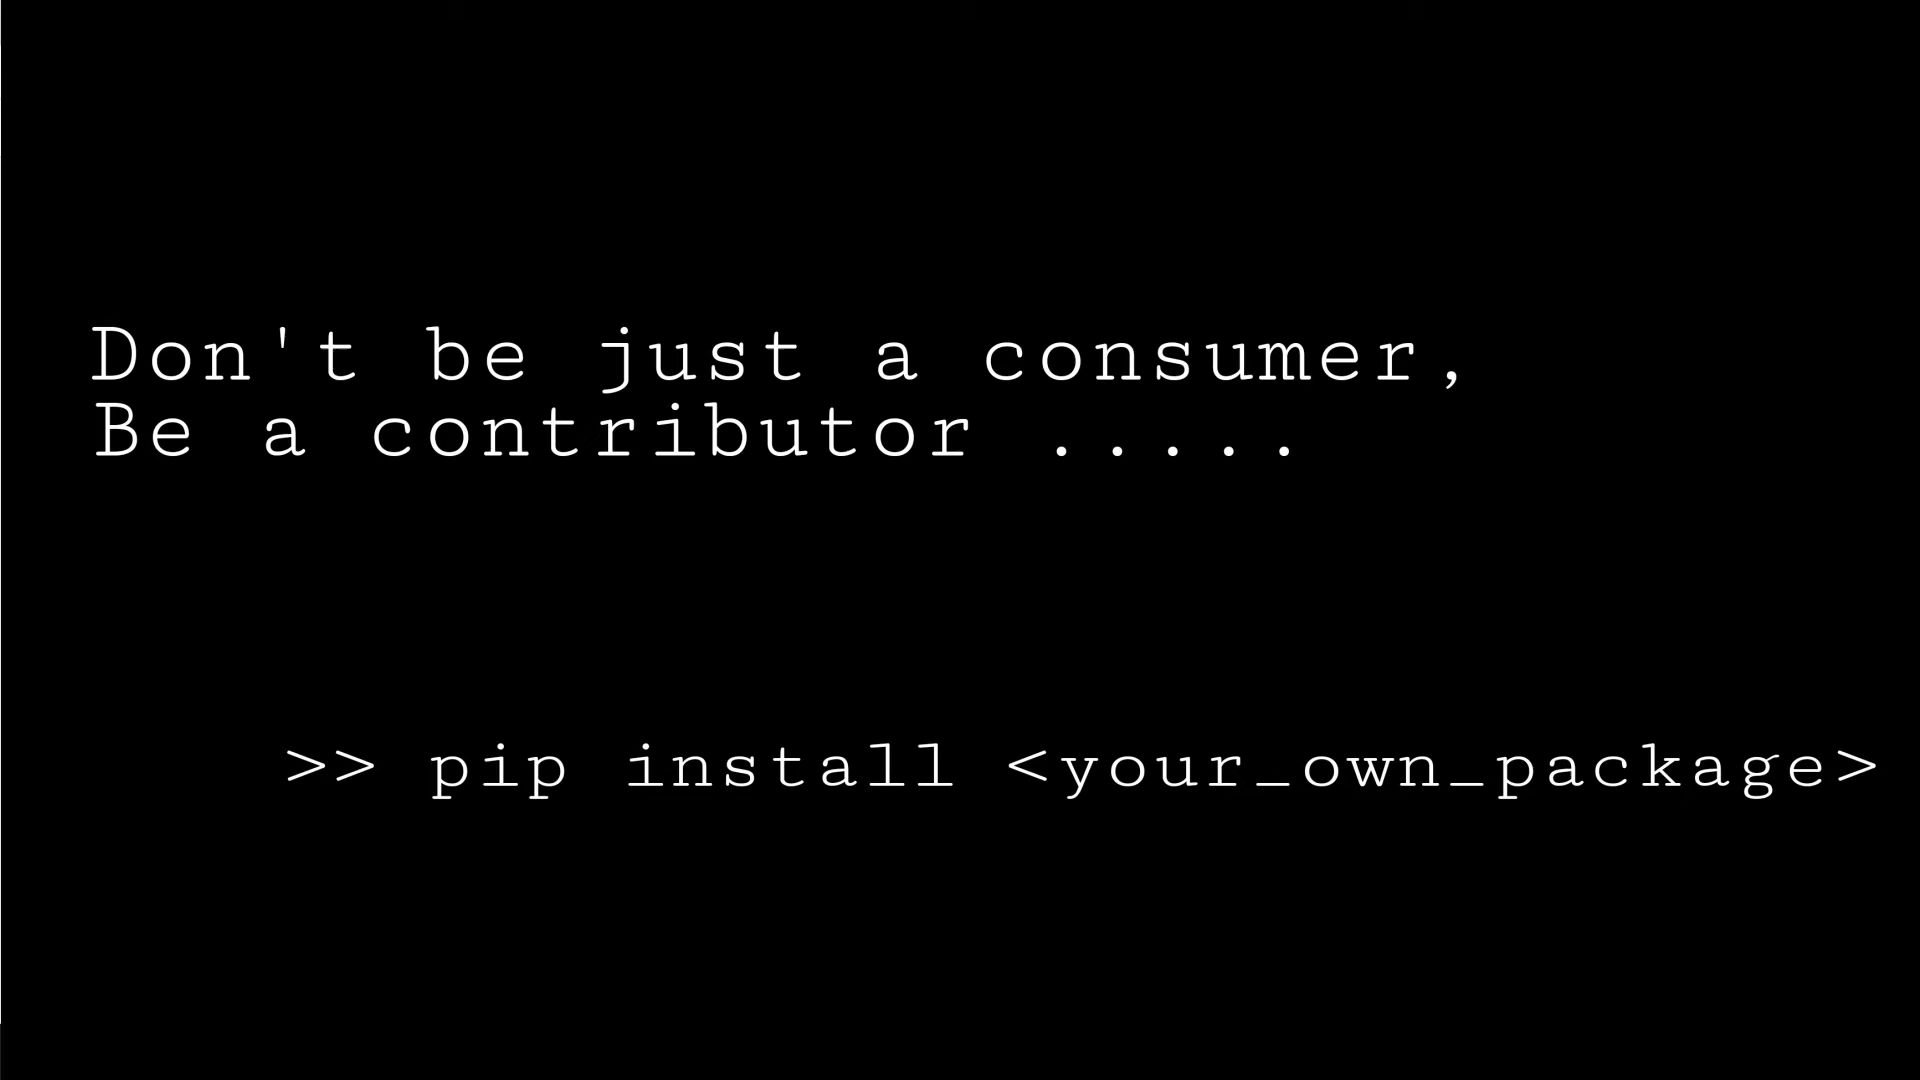 Don't be just a consumer,
Be a contributor .....
>> pip install <your_own_package>